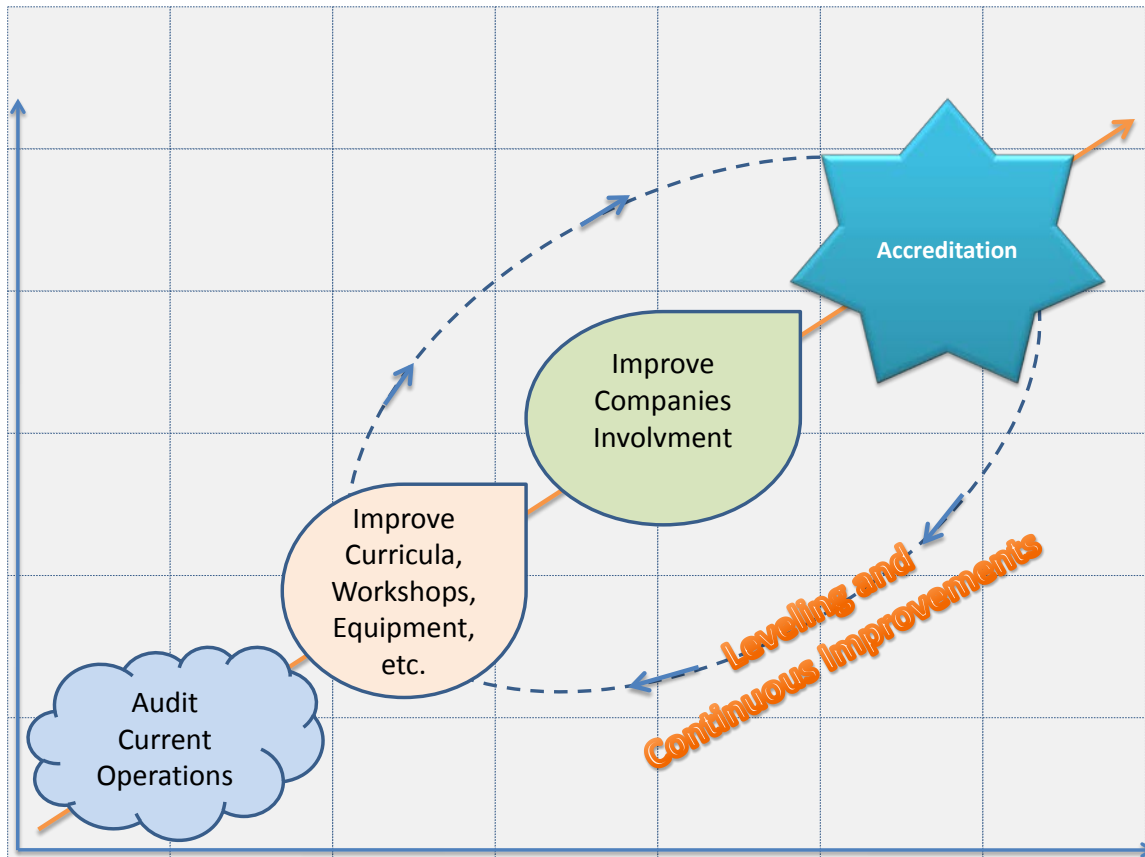 Accreditation
Improve
Companies
Involvment
Improve
Curricula,
Workshops,
Equipment,
etc.
Audit
Current
Operations
Leveling and
Continuous Improvements